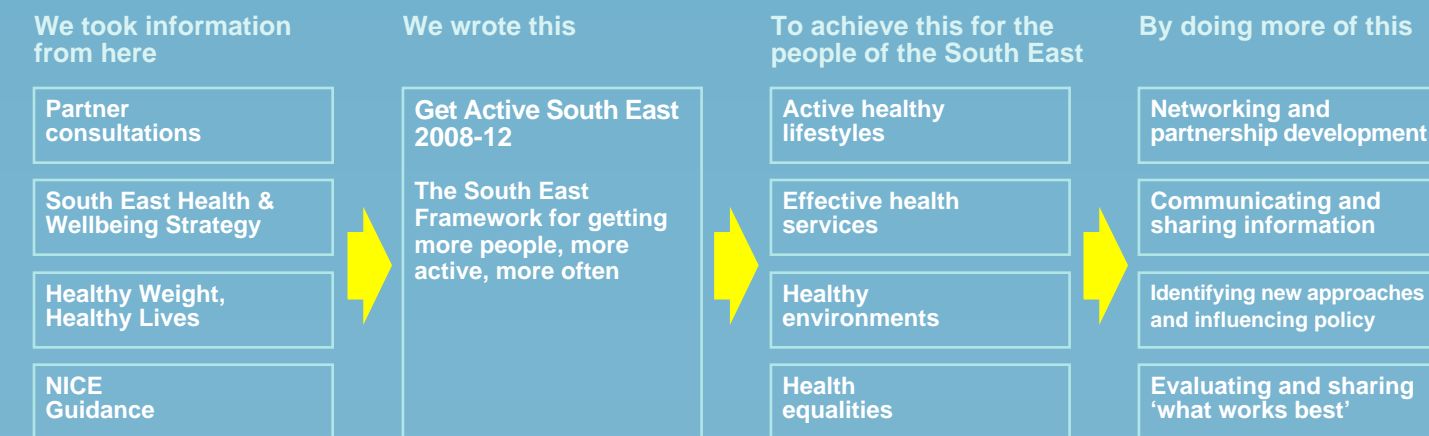 We took information
from here
Partner
consultations
South East Health &
Wellbeing Strategy
Healthy Weight,
Healthy Lives
NICE
Guidance
We wrote this
Get Active South East
2008-12
The South East
Framework for getting
more people, more
active, more often
To achieve this for the
people of the South East
Active healthy
lifestyles
Effective health
services
Healthy
environments
Health
equalities
By doing more of this
Networking and
partnership development
Communicating and
sharing information
Identifying new approaches
and influencing policy
Evaluating and sharing
‘what works best’